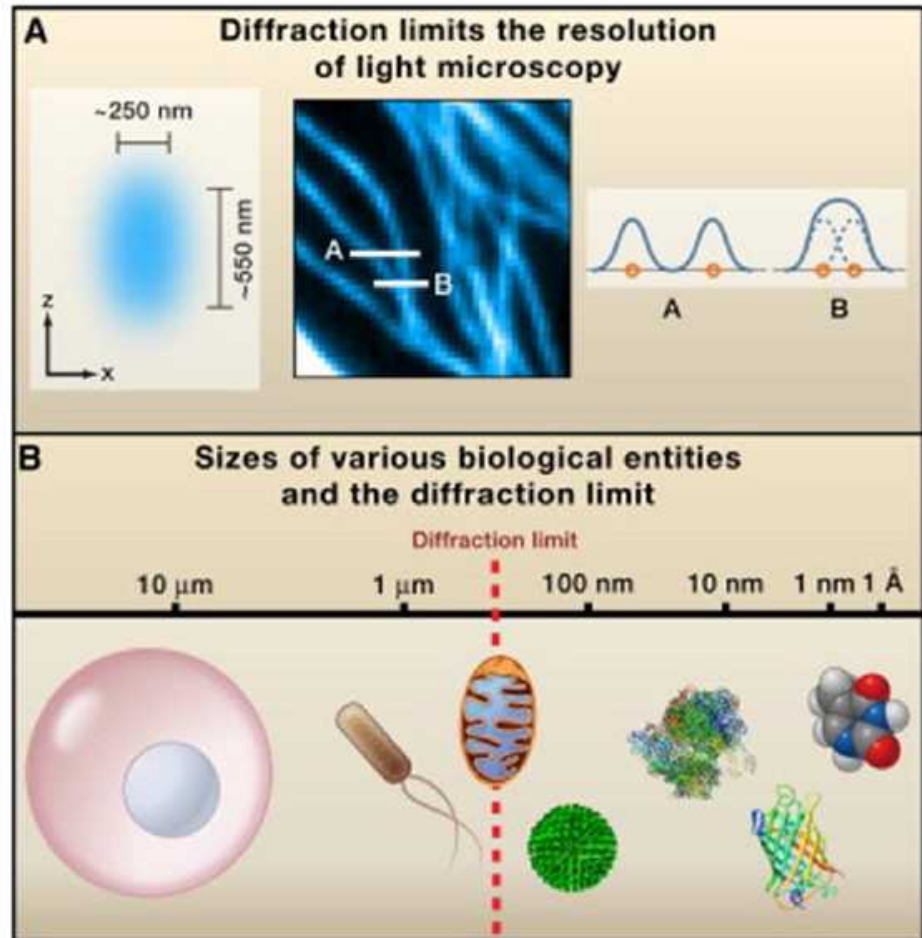 A
Diffraction limits the resolution
of light microscopy
~250 nm
~550 nm
z
x
A
B
A
B
B
Sizes of various biological entities
and the diffraction limit
Diffraction limit
10 μm
1 μm
100 nm
10 nm
1 nm
1 Å